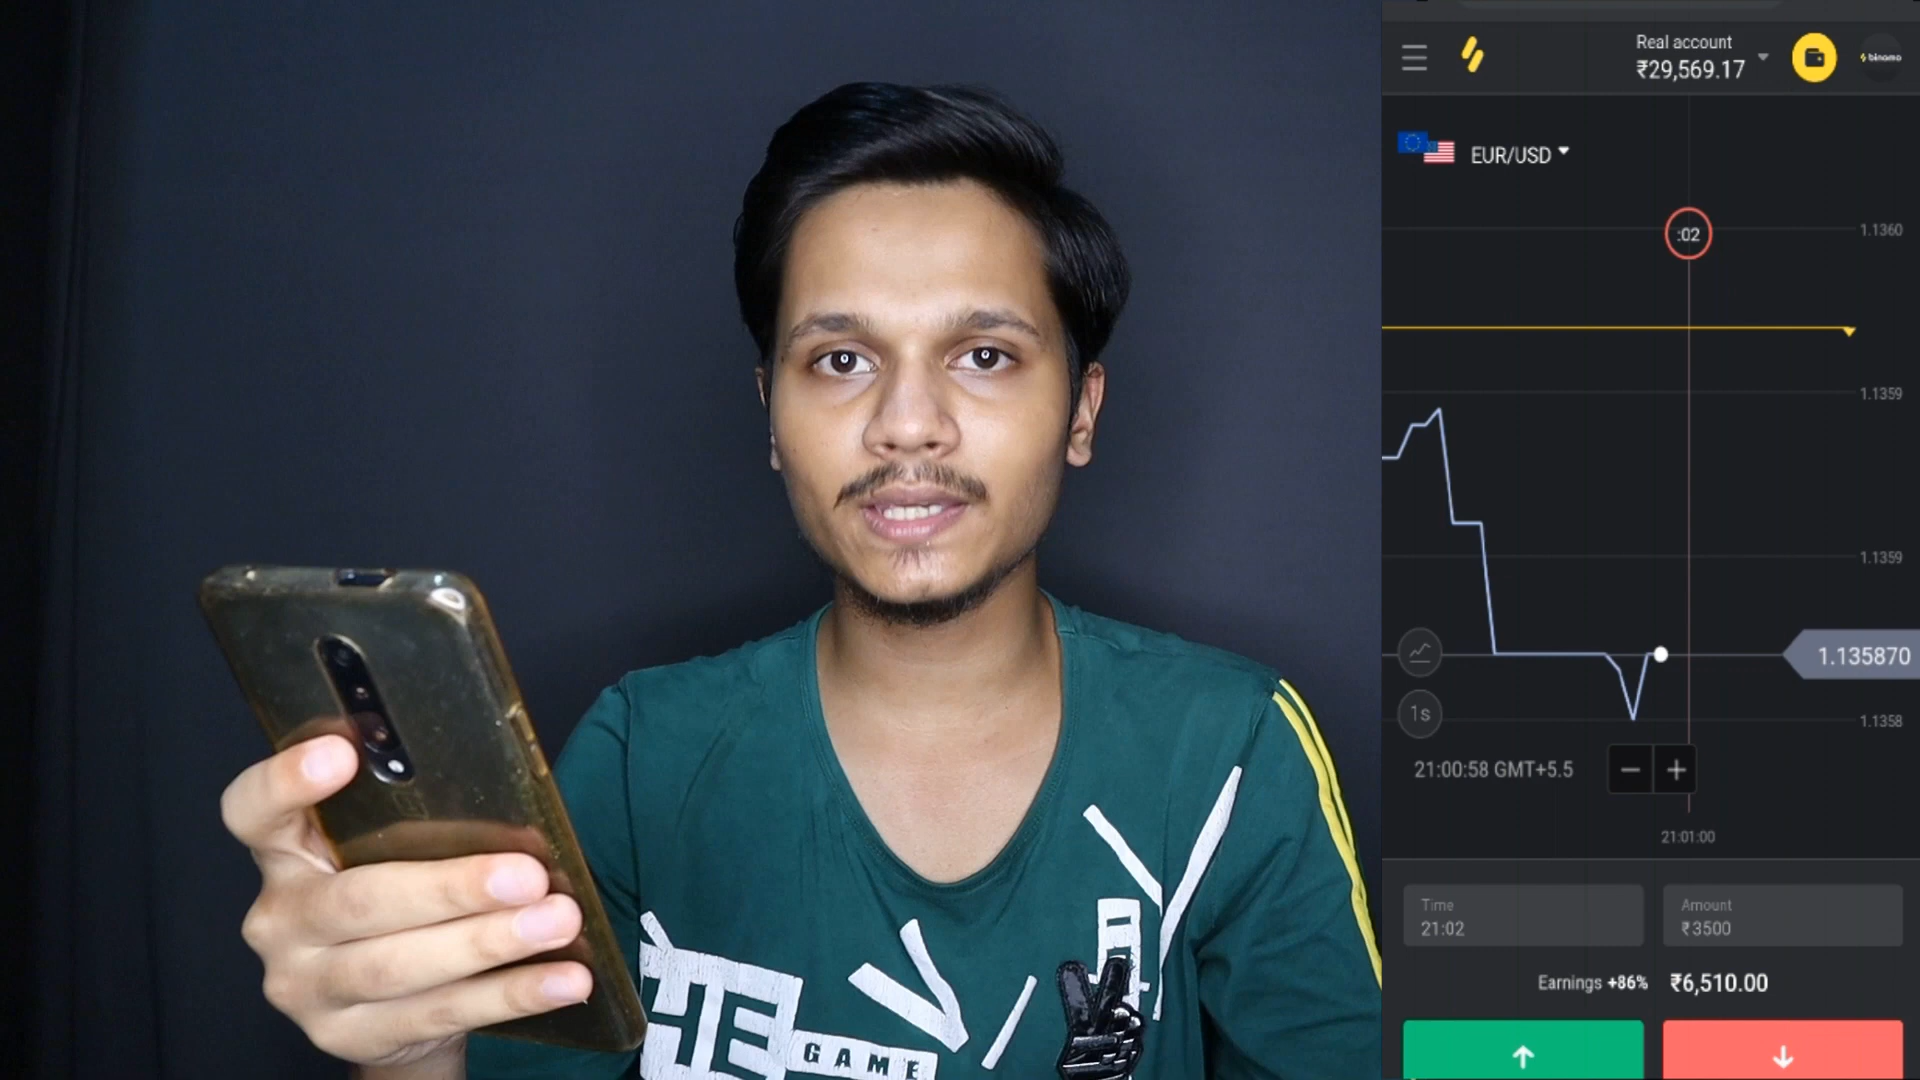 Real account
₹29,569.17
binomo
EUR/USD
:02
1.1360
1.1359
1.1359
1.135870
1s
1.1358
21:00:58 GMT+5.5
21:01:00
Time
21:02
Amount
₹3500
Earnings +86% ₹6,510.00
GAME